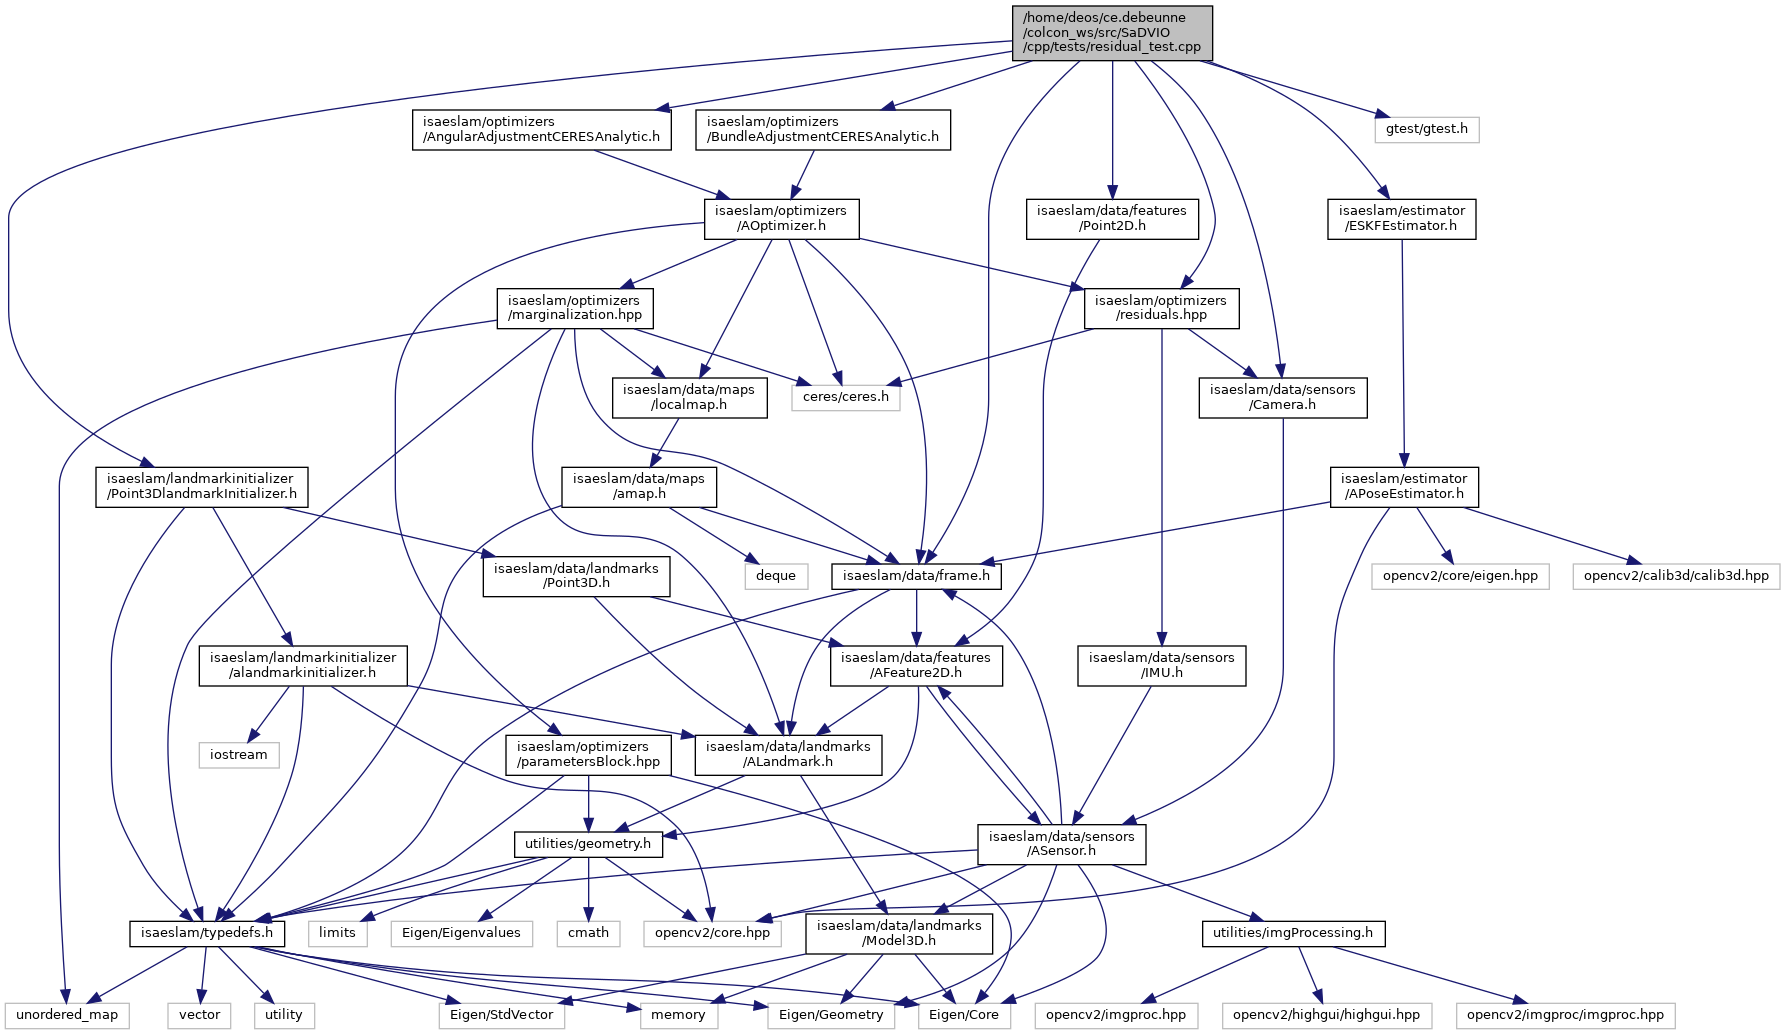 /home/deos/ce.debeunne
/colcon_ws/src/SaDVIO
/cpp/tests/residual_test.cpp
isaeslam/optimizers
/AngularAdjustmentCERESAnalytic.h
isaeslam/optimizers
/BundleAdjustmentCERESAnalytic.h
gtest/gtest.h
isaeslam/optimizers
/AOptimizer.h
isaeslam/data/features
/Point2D.h
isaeslam/estimator
/ESKFEstimator.h
isaeslam/optimizers
/marginalization.hpp
isaeslam/optimizers
/residuals.hpp
isaeslam/data/maps
/localmap.h
ceres/ceres.h
isaeslam/data/sensors
/Camera.h
isaeslam/landmarkinitializer
/Point3DlandmarkInitializer.h
isaeslam/data/maps
/amap.h
isaeslam/estimator
/APoseEstimator.h
isaeslam/data/landmarks
/Point3D.h
deque
isaeslam/data/frame.h
opencv2/core/eigen.hpp
opencv2/calib3d/calib3d.hpp
isaeslam/landmarkinitializer
/alandmarkinitializer.h
isaeslam/data/features
/AFeature2D.h
isaeslam/data/sensors
/IMU.h
iostream
isaeslam/optimizers
/parametersBlock.hpp
isaeslam/data/landmarks
/ALandmark.h
utilities/geometry.h
isaeslam/data/sensors
/ASensor.h
isaeslam/typedefs.h
limits
Eigen/Eigenvalues
cmath
opencv2/core.hpp
isaeslam/data/landmarks
/Model3D.h
utilities/imgProcessing.h
unordered_map
vector
utility
Eigen/StdVector
memory
Eigen/Geometry
Eigen/Core
opencv2/imgproc.hpp
opencv2/highgui/highgui.hpp
opencv2/imgproc/imgproc.hpp